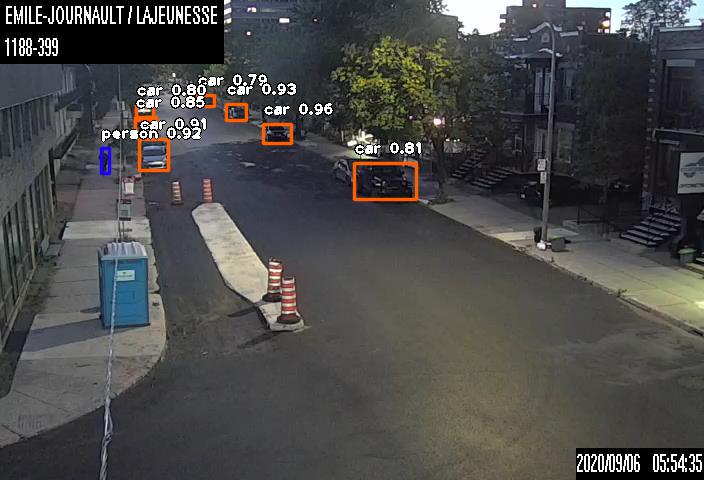 EMILE-JOURNAULT / LAJEUNESSE
1188-399
car 0.79
car 0.80
car 0.93
car 0.85
car 0.96
car 0.91
person 0.92
car 0.81
2020/09/06 05:54:35